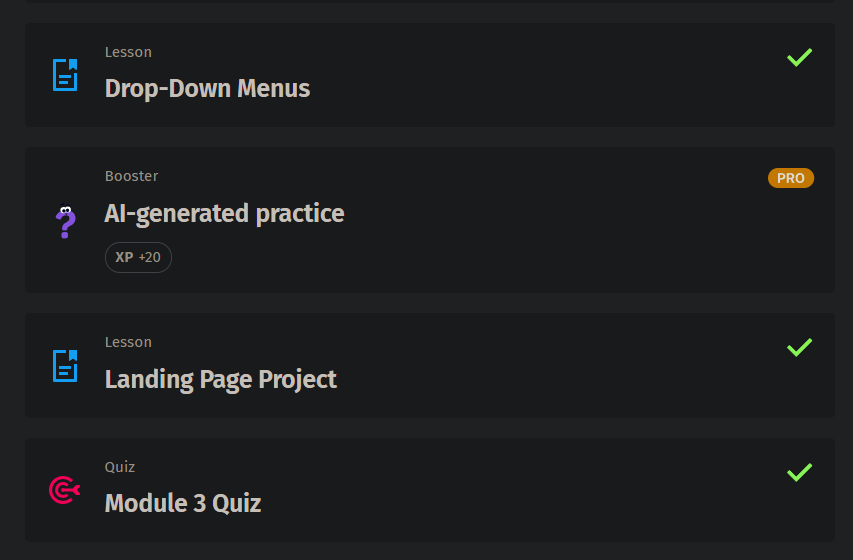 Lesson
Drop-Down Menus
Booster
PRO
AI-generated practice
XP +20
Lesson
Landing Page Project
Quiz
Module 3 Quiz